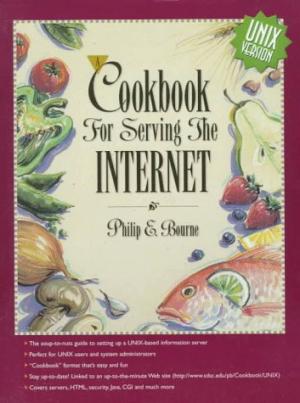 UNIX
VERSION
A
Cookbook
For Serving The
INTERNET
Philip E. Bourne
The soup-to-nuts guide to setting up a UNIX-based information server
Perfect for UNIX users and system administrators
"Cookbook" format that's easy and fun
Stay up-to-date! Linked to an up-to-the-minute Web site (http://www.sdsc.edu/pb/Cookbook/UNIX)
Covers servers, HTML, security, Java, CGI and much more